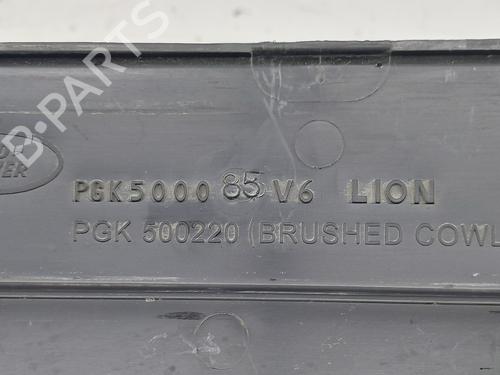 B-PARTS
PGK5000 85 V6 LION
PGK 500220 (BRUSHED COWL